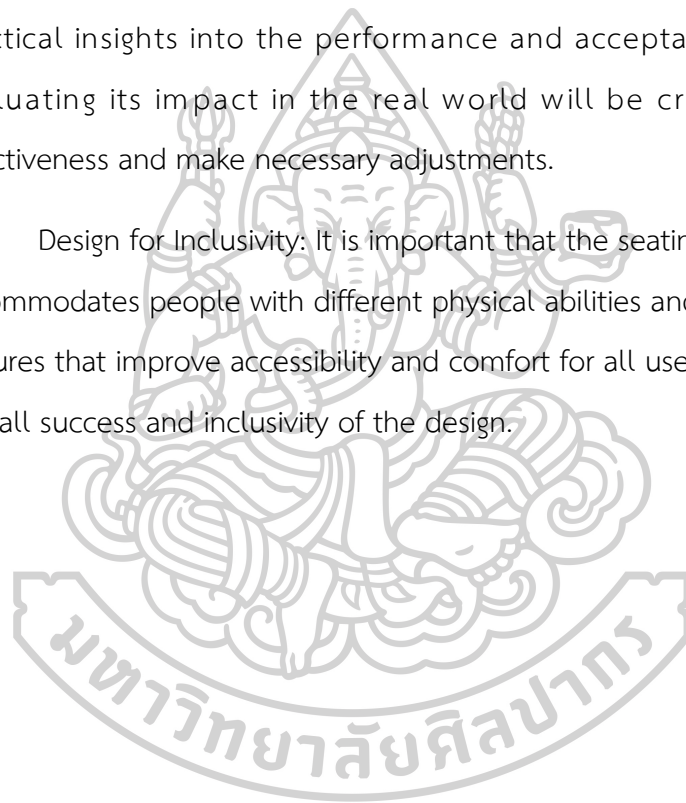 ctical insights into the performance and accepta
luating its impact in the real world will be cr
ctiveness and make necessary adjustments.
Design for Inclusivity: It is important that the seatin
ommodates people with different physical abilities and
ures that improve accessibility and comfort for all use
all success and inclusivity of the design.
มหาวิทยาลัยศิลปากร